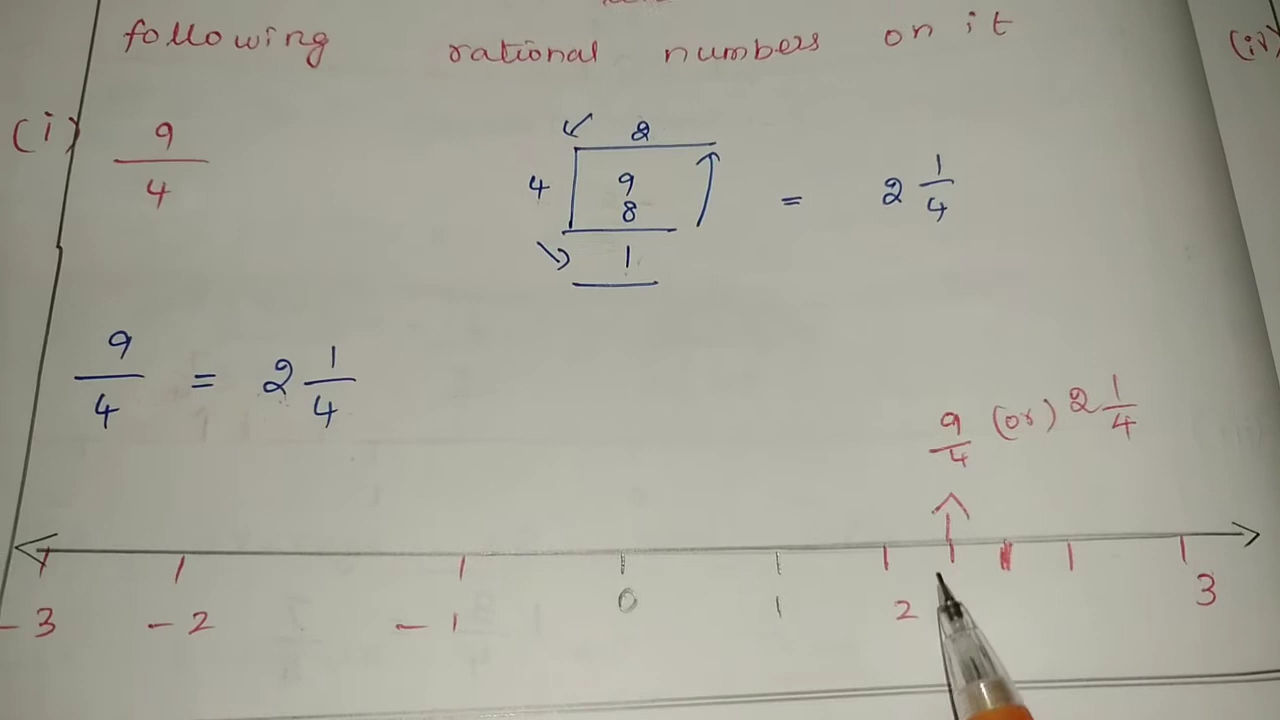 following rational numbers on it
(iv)
(i) 9/4
4 2
9
8
1
= 2 1/4
9/4 = 2 1/4
9/4 (or) 2 1/4
-3 -2 -1 0 1 2 3